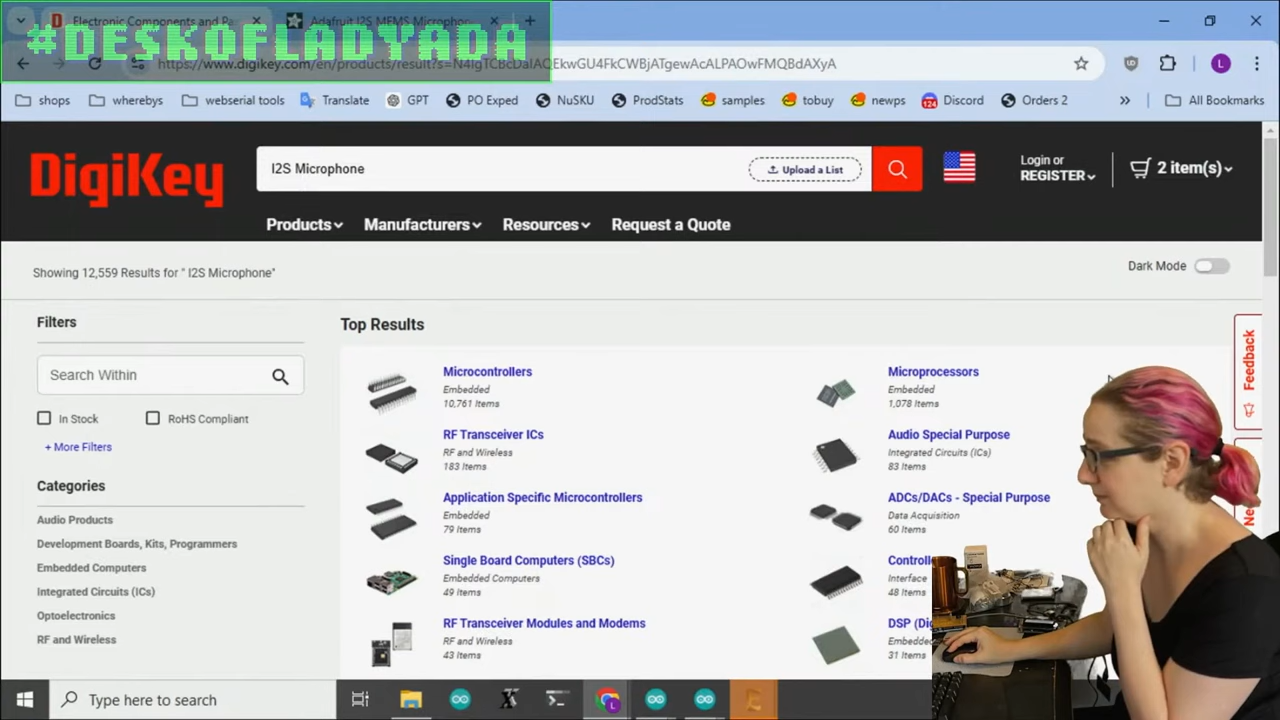 Electronic Components and Pa
Adafruit I2S MEMS Microphon
#DESKOFLADYADA
https://www.digikey.com/en/products/result?s=N4IgTCBcDaIAQEkwGU4FkCWBjATgewAcALPAOwFMQBdAXyA
L
shops
whereby​s
webserial tools
Translate
GPT
PO Exped
NuSKU
ProdStats
samples
tobuy
newps
124
Discord
Orders 2
All Bookmarks
DigiKey
I2S Microphone
Upload a List
Login or
REGISTER
2 item(s)
Products
Manufacturers
Resources
Request a Quote
Showing 12,559 Results for " I2S Microphone"
Dark Mode
Filters
Search Within
In Stock
RoHS Compliant
+ More Filters
Categories
Audio Products
Development Boards, Kits, Programmers
Embedded Computers
Integrated Circuits (ICs)
Optoelectronics
RF and Wireless
Top Results
Microcontrollers
Embedded
10,761 Items
Microprocessors
Embedded
1,078 Items
RF Transceiver ICs
RF and Wireless
183 Items
Audio Special Purpose
Integrated Circuits (ICs)
83 Items
Application Specific Microcontrollers
Embedded
79 Items
ADCs/DACs - Special Purpose
Data Acquisition
60 Items
Single Board Computers (SBCs)
Embedded Computers
49 Items
Controll
Interface
48 Items
RF Transceiver Modules and Modems
RF and Wireless
43 Items
DSP (Di
Embedde
31 Items
Feedback
Ne
Type here to search
L